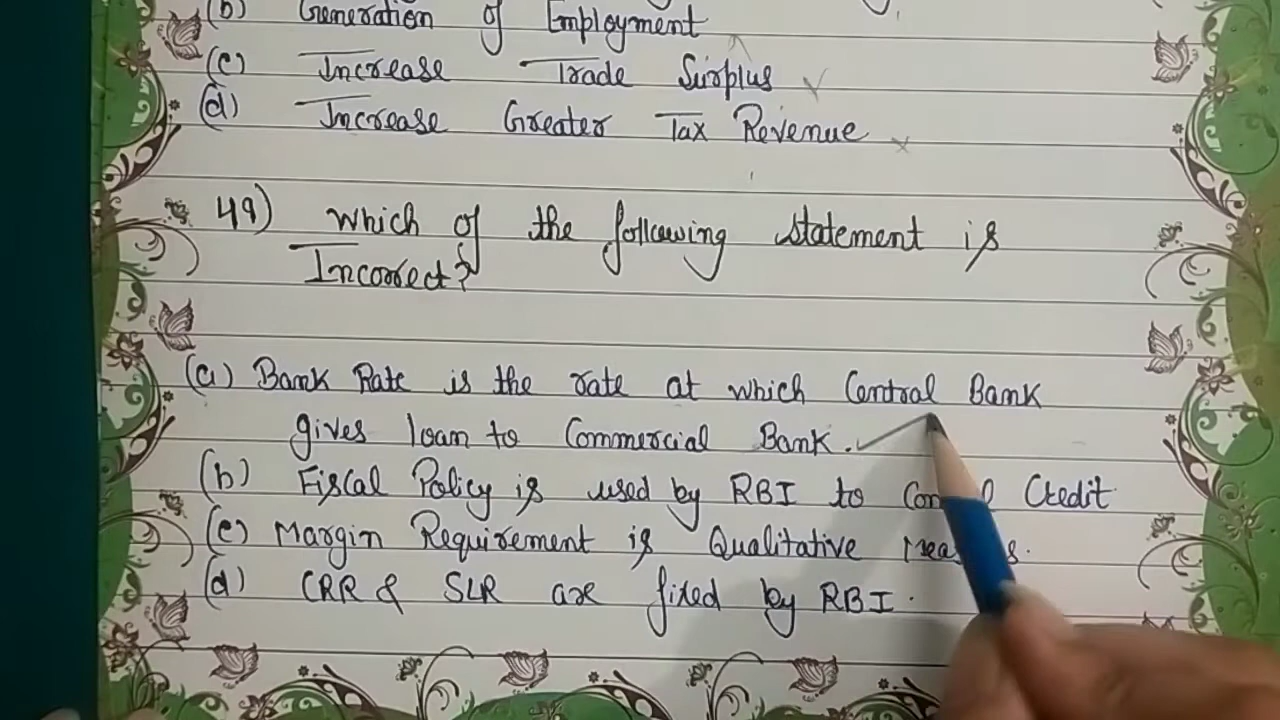 (b) Generation of Employment
(c) Increase Trade Surplus
(d) Increase Greater Tax Revenue
49) Which of the following statement is
Incorrect?
(a) Bank Rate is the rate at which Central Bank
gives loan to Commercial Bank.
(b) Fiscal Policy is used by RBI to Credit
(c) Margin Requirement is Qualitative
(d) CRR & SLR are fixed by RBI.